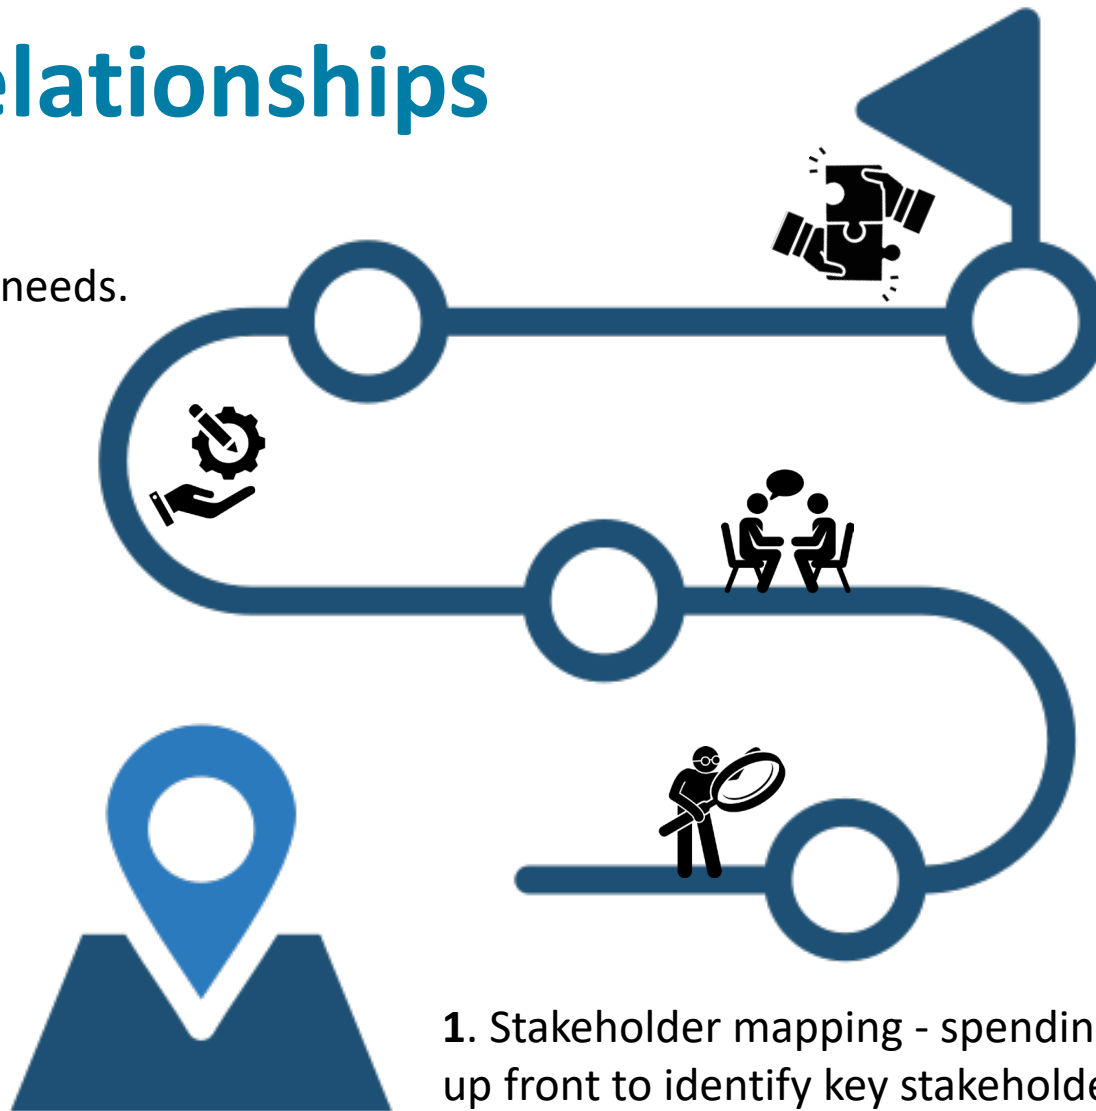 elationships
needs.
1. Stakeholder mapping - spendin
up front to identify key stakeholde